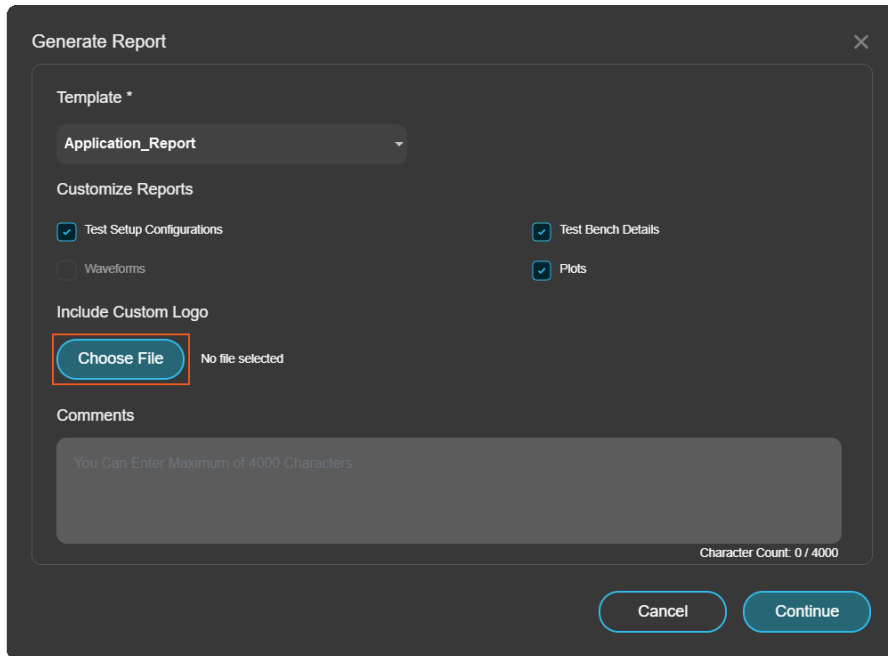 Generate Report
Template *
Application_Report
Customize Reports
Test Setup Configurations
Test Bench Details
Waveforms
Plots
Include Custom Logo
Choose File
No file selected
Comments
You Can Enter Maximum of 4000 Characters
Character Count: 0 / 4000
Cancel
Continue